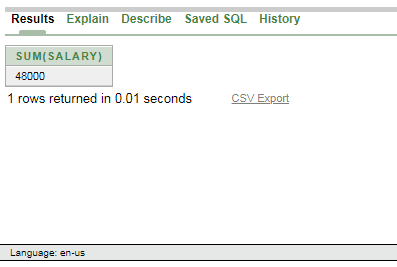 Results Explain Describe Saved SQL History
SUM(SALARY)
48000
1 rows returned in 0.01 seconds CSV Export
Language: en-us